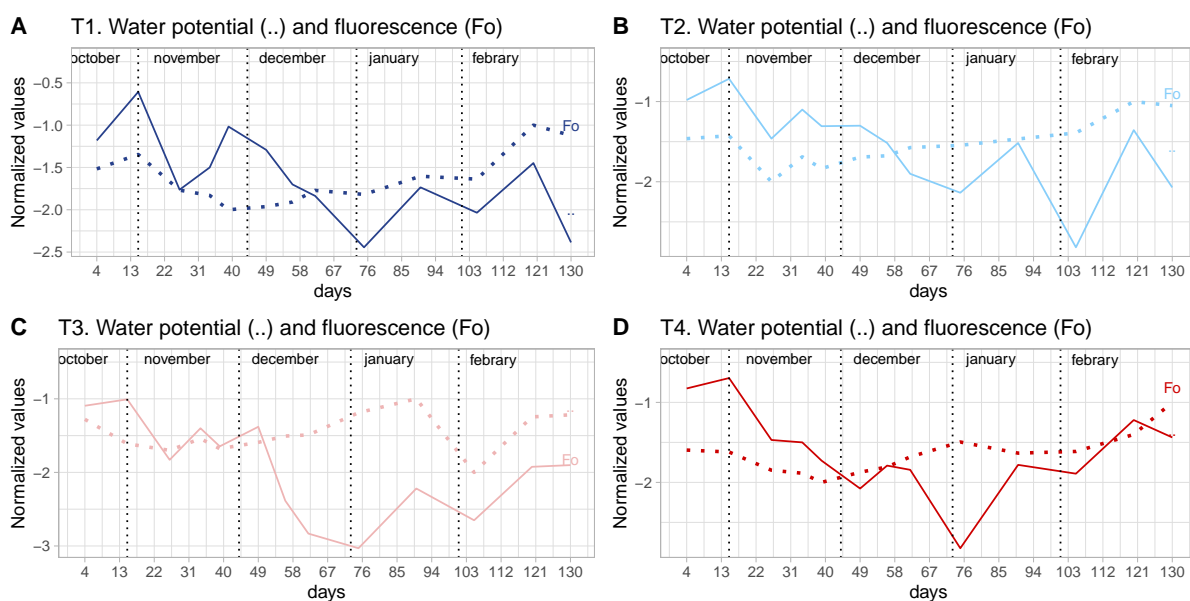 A T1. Water potential (..) and fluorescence (Fo)
october november december january febrary
Normalized values
−0.5
−1.0
−1.5
−2.0
−2.5
Fo
..
4 13 22 31 40 49 58 67 76 85 94 103 112 121 130
days
B T2. Water potential (..) and fluorescence (Fo)
october november december january febrary
Normalized values
−1
−2
Fo
..
4 13 22 31 40 49 58 67 76 85 94 103 112 121 130
days
C T3. Water potential (..) and fluorescence (Fo)
october november december january febrary
Normalized values
−1
−2
−3
..
Fo
4 13 22 31 40 49 58 67 76 85 94 103 112 121 130
days
D T4. Water potential (..) and fluorescence (Fo)
october november december january febrary
Normalized values
−1
−2
Fo
..
4 13 22 31 40 49 58 67 76 85 94 103 112 121 130
days